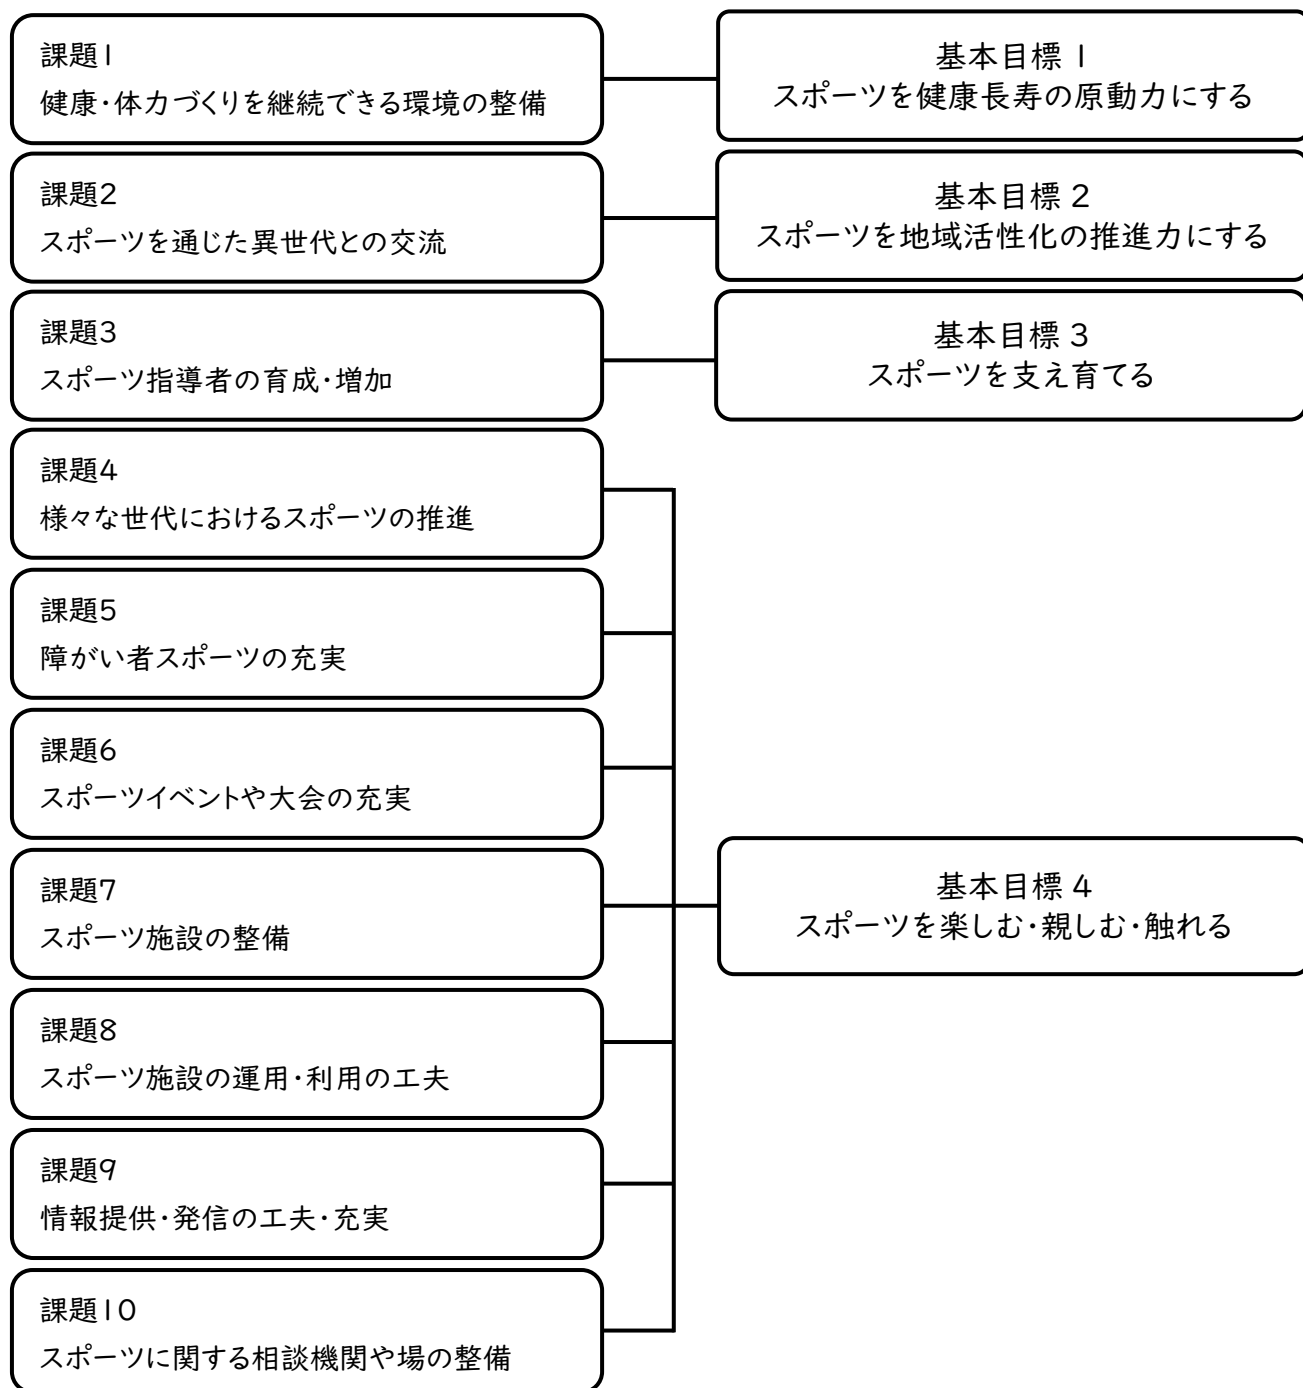 課題1
健康・体力づくりを継続できる環境の整備
基本目標 1
スポーツを健康長寿の原動力にする
課題2
スポーツを通じた異世代との交流
基本目標 2
スポーツを地域活性化の推進力にする
課題3
スポーツ指導者の育成・増加
基本目標 3
スポーツを支え育てる
課題4
様々な世代におけるスポーツの推進
課題5
障がい者スポーツの充実
課題6
スポーツイベントや大会の充実
課題7
スポーツ施設の整備
基本目標 4
スポーツを楽しむ・親しむ・触れる
課題8
スポーツ施設の運用・利用の工夫
課題9
情報提供・発信の工夫・充実
課題10
スポーツに関する相談機関や場の整備